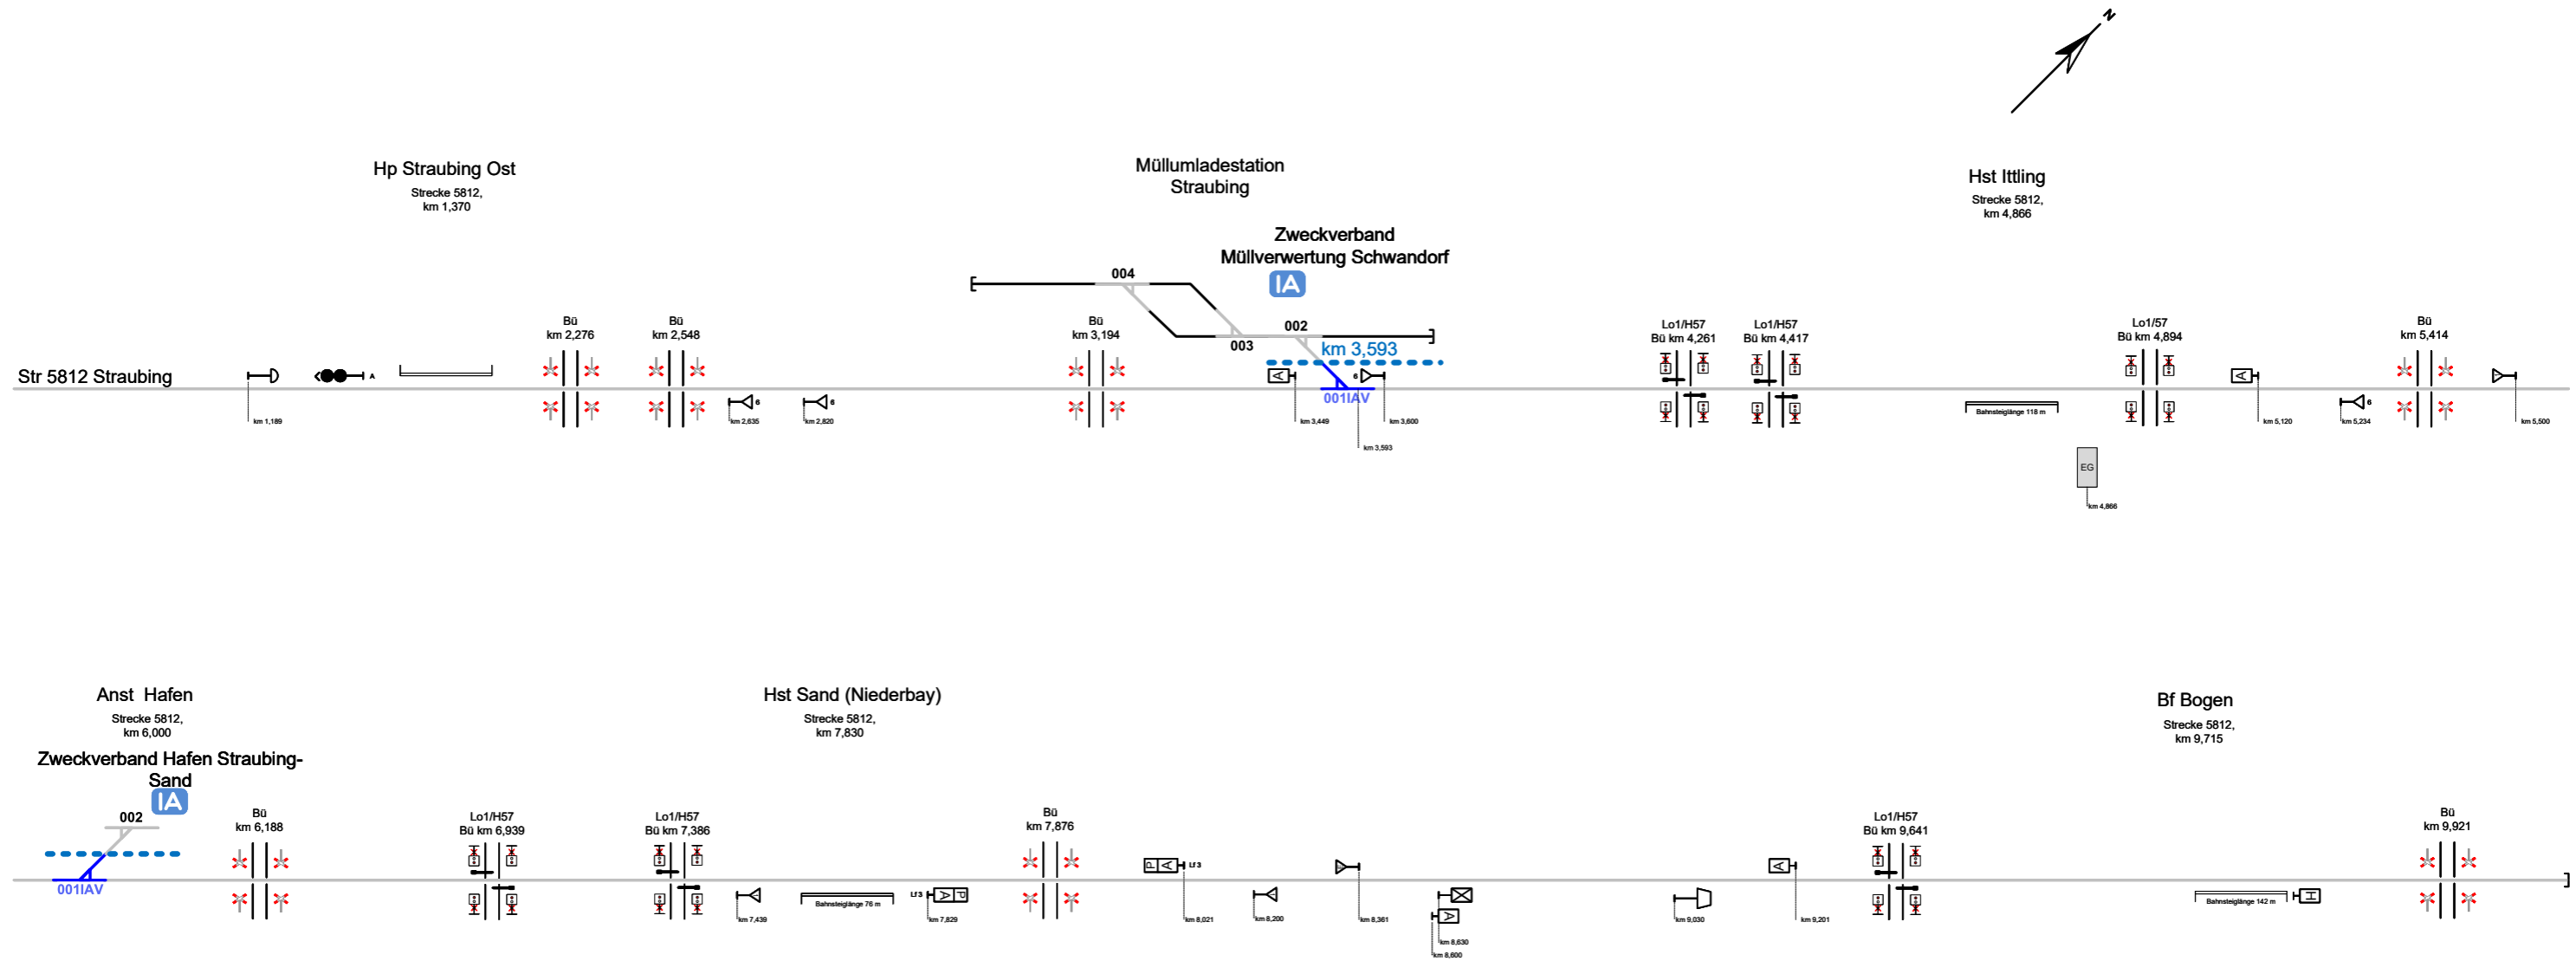 N
Hp Straubing Ost
Strecke 5812,
km 1,370
Müllumladestation
Straubing
Zweckverband
Müllverwertung Schwandorf
IA
Hst Ittling
Strecke 5812,
km 4,866
004
002
003
km 3,593
001IAV
Str 5812 Straubing
km 1,189
A
Bü
km 2,276
Bü
km 2,548
6
km 2,635
6
km 2,820
Bü
km 3,194
A
km 3,449
km 3,593
6
km 3,600
Lo1/H57
Bü km 4,261
Lo1/H57
Bü km 4,417
Bahnsteiglänge 118 m
EG
km 4,866
Lo1/57
Bü km 4,894
A
km 5,120
6
km 5,234
Bü
km 5,414
km 5,500
Anst Hafen
Strecke 5812,
km 6,000
Zweckverband Hafen Straubing-
Sand
IA
002
001IAV
Bü
km 6,188
Lo1/H57
Bü km 6,939
Lo1/H57
Bü km 7,386
km 7,439
Hst Sand (Niederbay)
Strecke 5812,
km 7,830
Bahnsteiglänge 76 m
Lf3
A P
km 7,829
Bü
km 7,876
P A
Lf3
km 8,021
km 8,200
km 8,361
A
km 8,630
km 8,600
km 9,030
A
km 9,201
Lo1/H57
Bü km 9,641
Bf Bogen
Strecke 5812,
km 9,715
Bahnsteiglänge 142 m
H
Bü
km 9,921